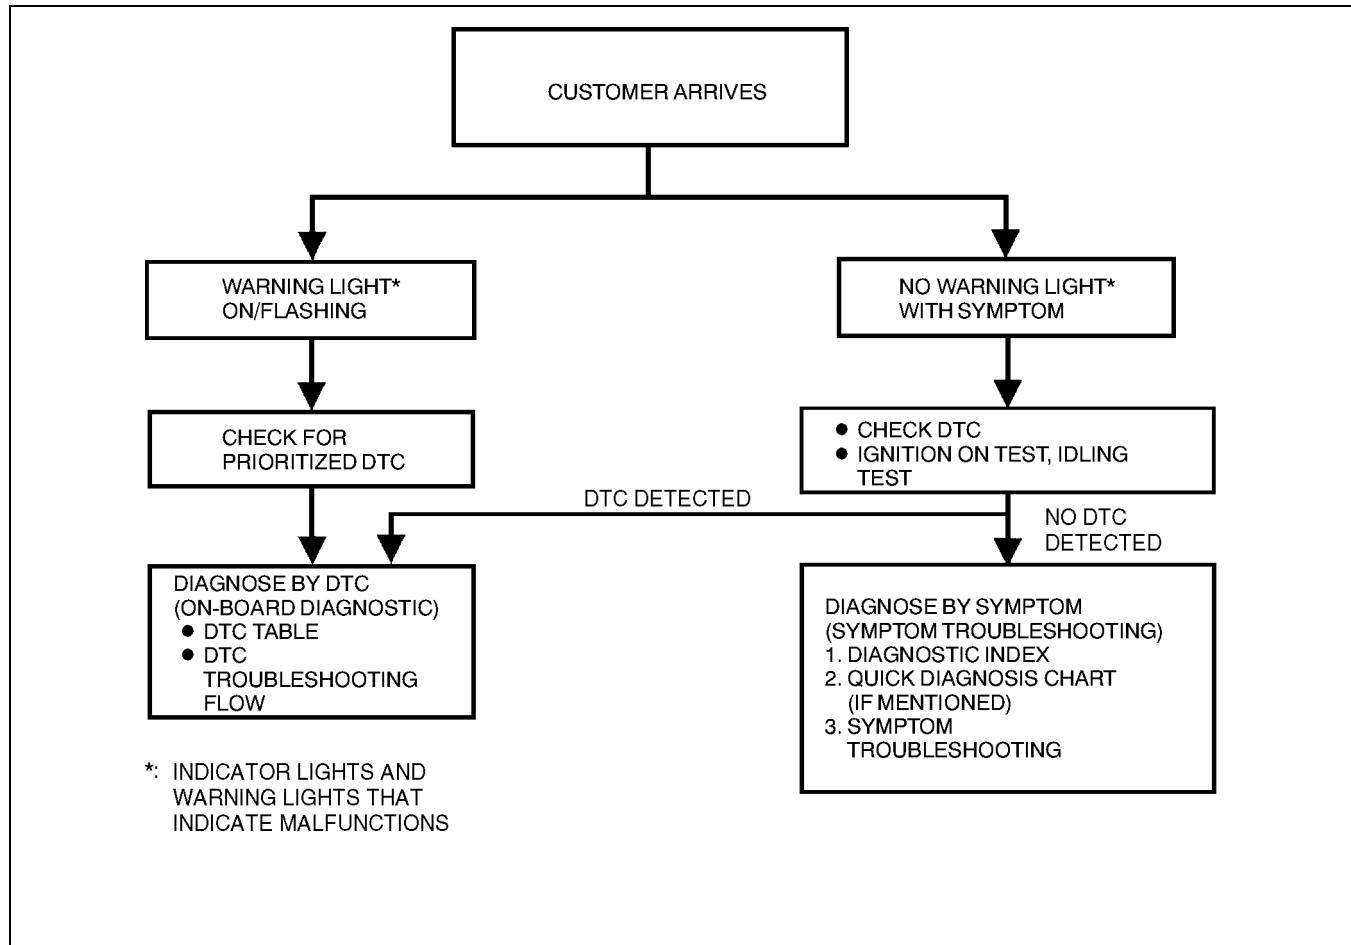 CUSTOMER ARRIVES
WARNING LIGHT*
ON/FLASHING
NO WARNING LIGHT*
WITH SYMPTOM
CHECK FOR
PRIORITIZED DTC
● CHECK DTC
● IGNITION ON TEST, IDLING
TEST
DTC DETECTED
NO DTC
DETECTED
DIAGNOSE BY DTC
(ON-BOARD DIAGNOSTIC)
● DTC TABLE
● DTC
TROUBLESHOOTING
FLOW
DIAGNOSE BY SYMPTOM
(SYMPTOM TROUBLESHOOTING)
1. DIAGNOSTIC INDEX
2. QUICK DIAGNOSIS CHART
(IF MENTIONED)
3. SYMPTOM
TROUBLESHOOTING
*: INDICATOR LIGHTS AND
WARNING LIGHTS THAT
INDICATE MALFUNCTIONS